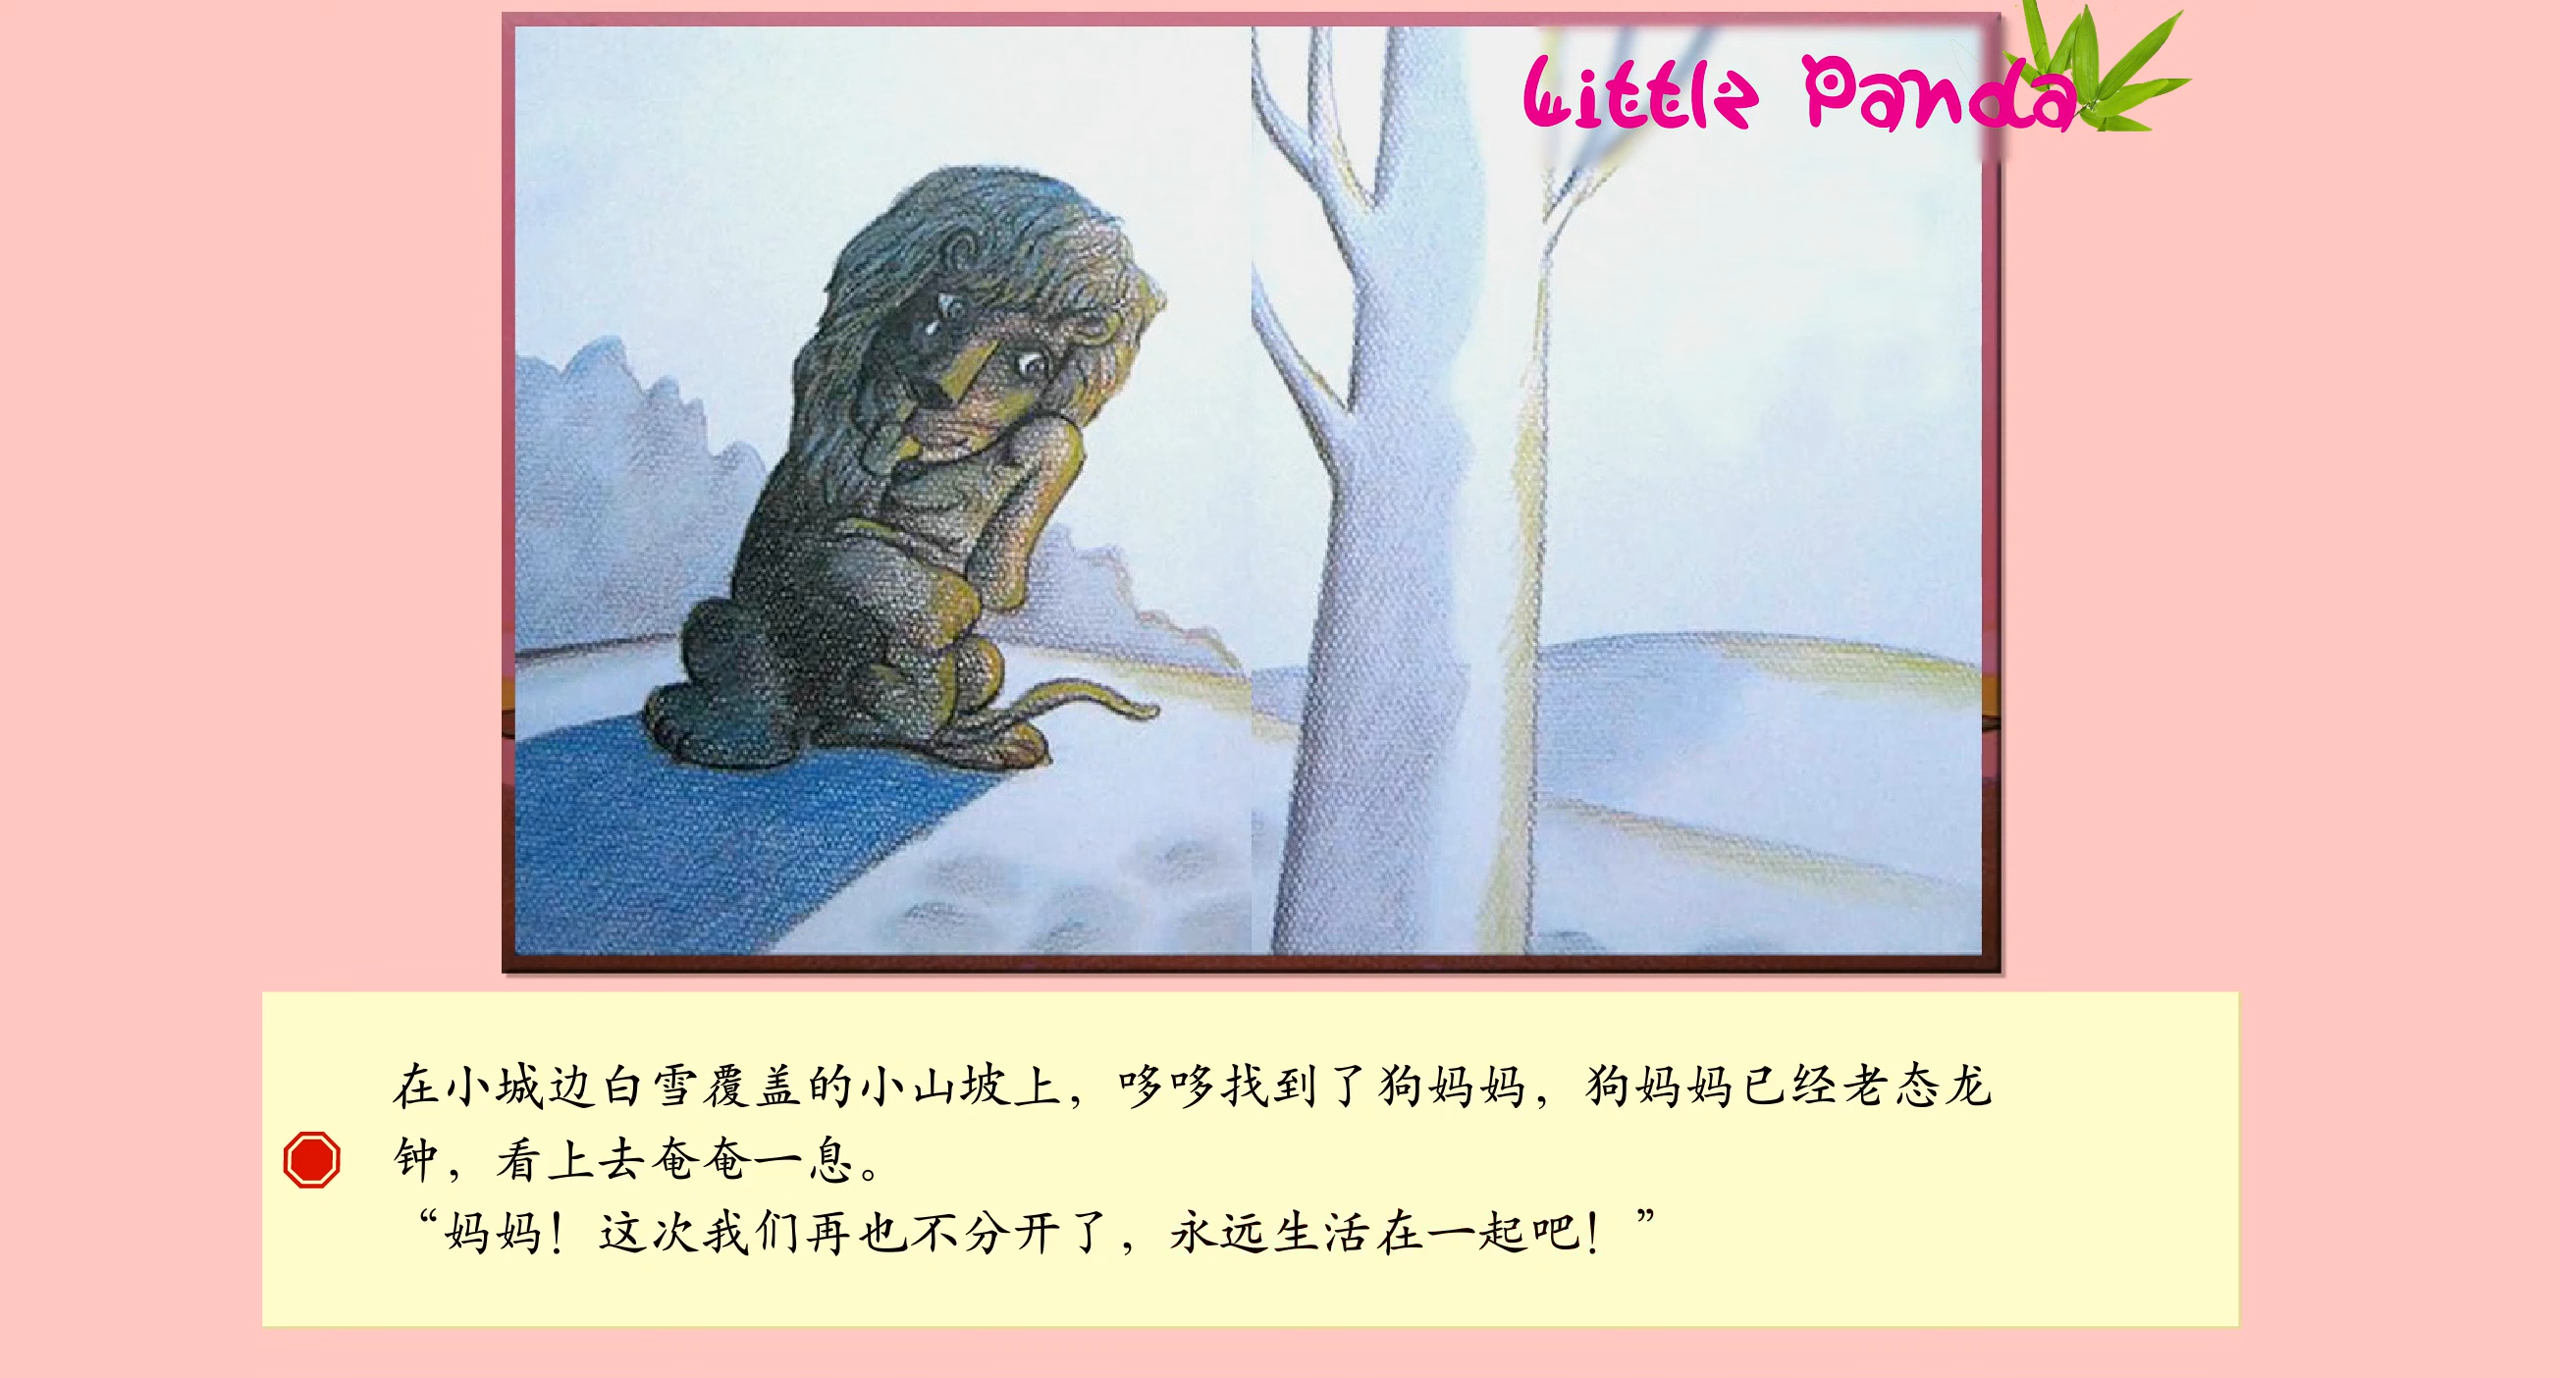 Little Panda
在小城边白雪覆盖的小山坡上，哆哆找到了狗妈妈，狗妈妈已经老态龙
钟，看上去奄奄一息。
“妈妈！这次我们再也不分开了，永远生活在一起吧！”